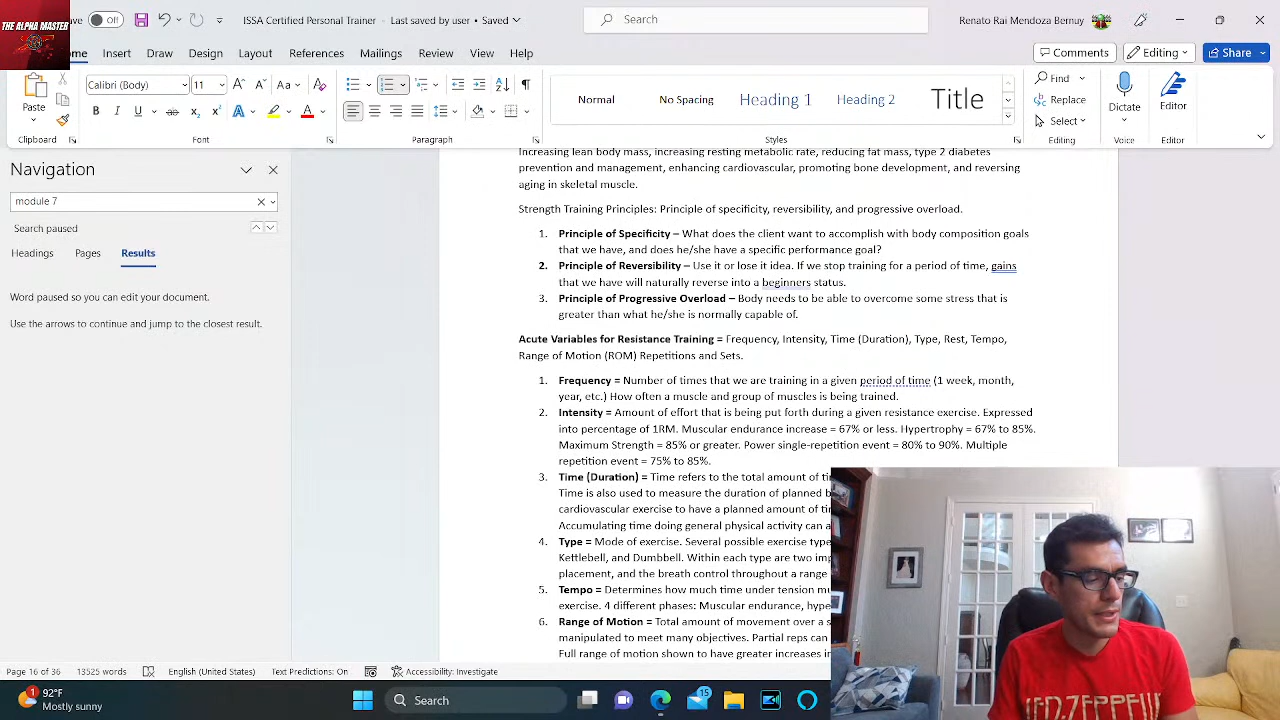 THE ALPHA MASTER
Off
ISSA Certified Personal Trainer
Last saved by user • Saved
Search
Renato Rai Mendoza Bernuy
Insert
Draw
Design
Layout
References
Mailings
Review
View
Help
Comments
Editing
Share
Paste
Clipboard
Calibri (Body)
11
Font
Paragraph
Normal
No Spacing
Heading 1
Heading 2
Title
Styles
Find
Replace
Select
Editing
Dictate
Voice
Editor
Editor
Navigation
module 7
Search paused
Headings Pages Results
Word paused so you can edit your document.
Use the arrows to continue and jump to the closest result.
Increasing lean body mass, increasing resting metabolic rate, reducing fat mass, type 2 diabetes
prevention and management, enhancing cardiovascular, promoting bone development, and reversing
aging in skeletal muscle.
Strength Training Principles: Principle of specificity, reversibility, and progressive overload.
1. Principle of Specificity – What does the client want to accomplish with body composition goals
that we have, and does he/she have a specific performance goal?
2. Principle of Reversibility – Use it or lose it idea. If we stop training for a period of time, gains
that we have will naturally reverse into a beginners status.
3. Principle of Progressive Overload – Body needs to be able to overcome some stress that is
greater than what he/she is normally capable of.
Acute Variables for Resistance Training = Frequency, Intensity, Time (Duration), Type, Rest, Tempo,
Range of Motion (ROM) Repetitions and Sets.
1. Frequency = Number of times that we are training in a given period of time (1 week, month,
year, etc.) How often a muscle and group of muscles is being trained.
2. Intensity = Amount of effort that is being put forth during a given resistance exercise. Expressed
into percentage of 1RM. Muscular endurance increase = 67% or less. Hypertrophy = 67% to 85%.
Maximum Strength = 85% or greater. Power single-repetition event = 80% to 90%. Multiple
repetition event = 75% to 85%.
3. Time (Duration) = Time refers to the total amount of
Time is also used to measure the duration of planned
cardiovascular exercise to have a planned amount of
Accumulating time doing general physical activity can
4. Type = Mode of exercise. Several possible exercise
Kettlebell, and Dumbbell. Within each type are two
placement, and the breath control throughout a range
5. Tempo = Determines how much time under tension
exercise. 4 different phases: Muscular endurance,
6. Range of Motion = Total amount of movement over a
manipulated to meet many objectives. Partial reps can
Full range of motion shown to have greater increases
LED ZEPPELIN
Page 16 of 36
13525 words
English (United States)
Text Predictions: On
Accessibility: Investigate
1
92°F
Mostly sunny
Search
15